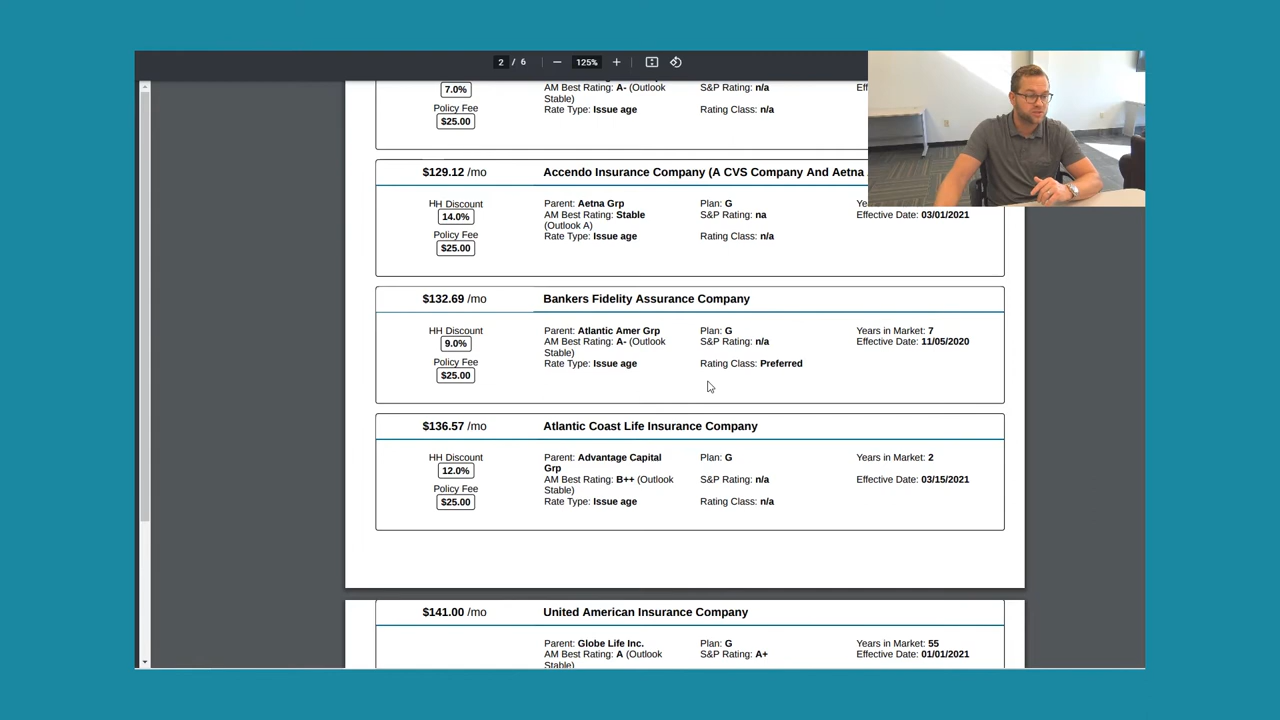 2 / 6 125%
7.0%
Policy Fee
$25.00
AM Best Rating: A- (Outlook
Stable)
Rate Type: Issue age
S&P Rating: n/a
Rating Class: n/a
Eff
$129.12 /mo
Accendo Insurance Company (A CVS Company And Aetna
HH Discount
14.0%
Policy Fee
$25.00
Parent: Aetna Grp
AM Best Rating: Stable
(Outlook A)
Rate Type: Issue age
Plan: G
S&P Rating: na
Rating Class: n/a
Effective Date: 03/01/2021
$132.69 /mo
Bankers Fidelity Assurance Company
HH Discount
9.0%
Policy Fee
$25.00
Parent: Atlantic Amer Grp
AM Best Rating: A- (Outlook
Stable)
Rate Type: Issue age
Plan: G
S&P Rating: n/a
Rating Class: Preferred
Years in Market: 7
Effective Date: 11/05/2020
$136.57 /mo
Atlantic Coast Life Insurance Company
HH Discount
12.0%
Policy Fee
$25.00
Parent: Advantage Capital
Grp
AM Best Rating: B++ (Outlook
Stable)
Rate Type: Issue age
Plan: G
S&P Rating: n/a
Rating Class: n/a
Years in Market: 2
Effective Date: 03/15/2021
$141.00 /mo
United American Insurance Company
Parent: Globe Life Inc.
AM Best Rating: A (Outlook
Stable)
Plan: G
S&P Rating: A+
Years in Market: 55
Effective Date: 01/01/2021